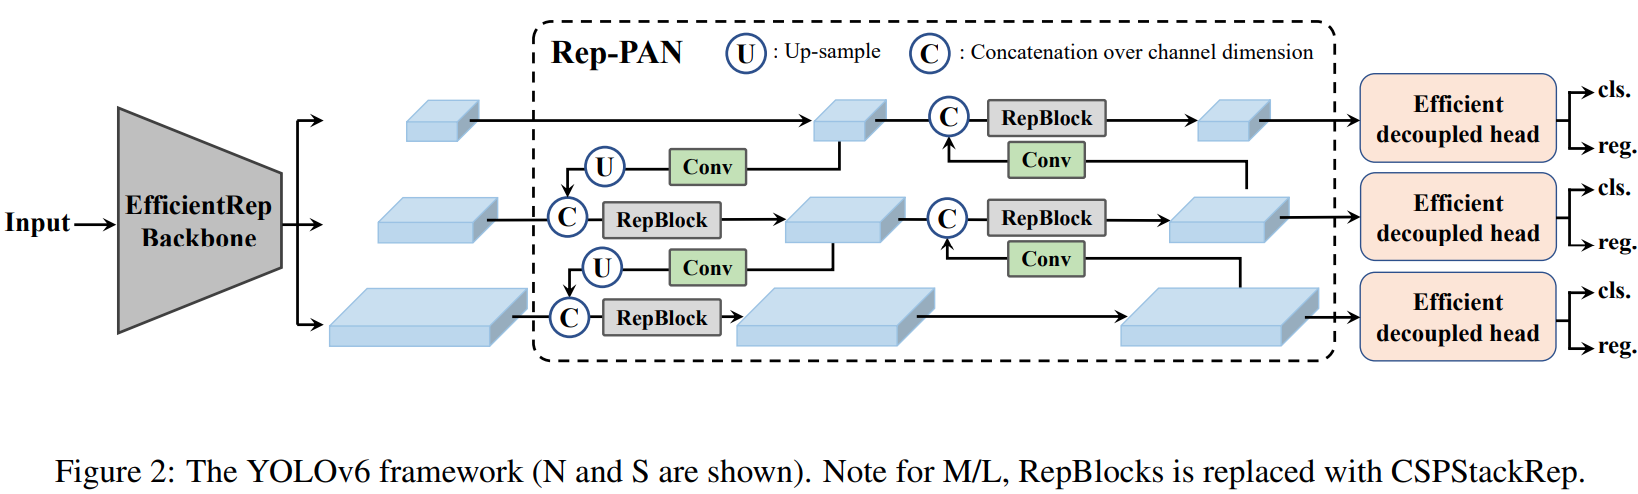 Rep-PAN
U : Up-sample
C : Concatenation over channel dimension
Input
EfficientRep
Backbone
C
RepBlock
Conv
U
Conv
C
RepBlock
C
RepBlock
Conv
U
Conv
C
RepBlock
Efficient
decoupled head
cls.
reg.
Efficient
decoupled head
cls.
reg.
Efficient
decoupled head
cls.
reg.
Figure 2: The YOLOv6 framework (N and S are shown). Note for M/L, RepBlocks is replaced with CSPStackRep.